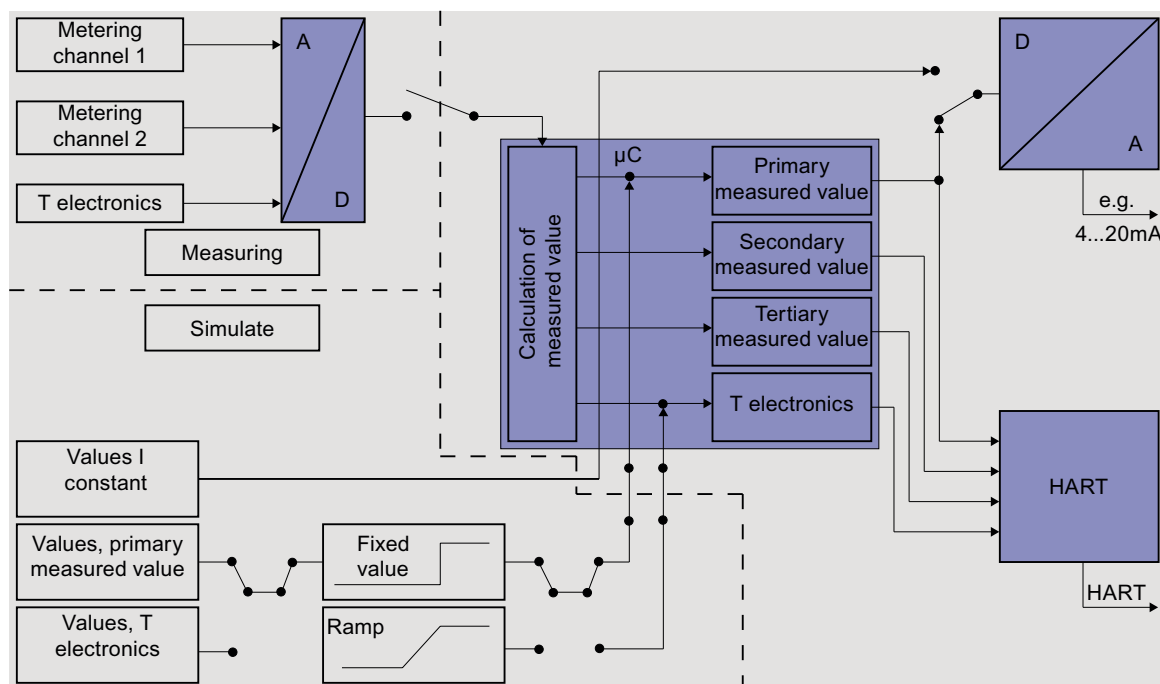 Metering
channel 1
Metering
channel 2
T electronics
A
D
Measuring
Simulate
µC
Calculation of
measured value
Primary
measured value
Secondary
measured value
Tertiary
measured value
T electronics
D
A
e.g.
4...20mA
HART
HART
Values I
constant
Values, primary
measured value
Values, T
electronics
Fixed
value
Ramp